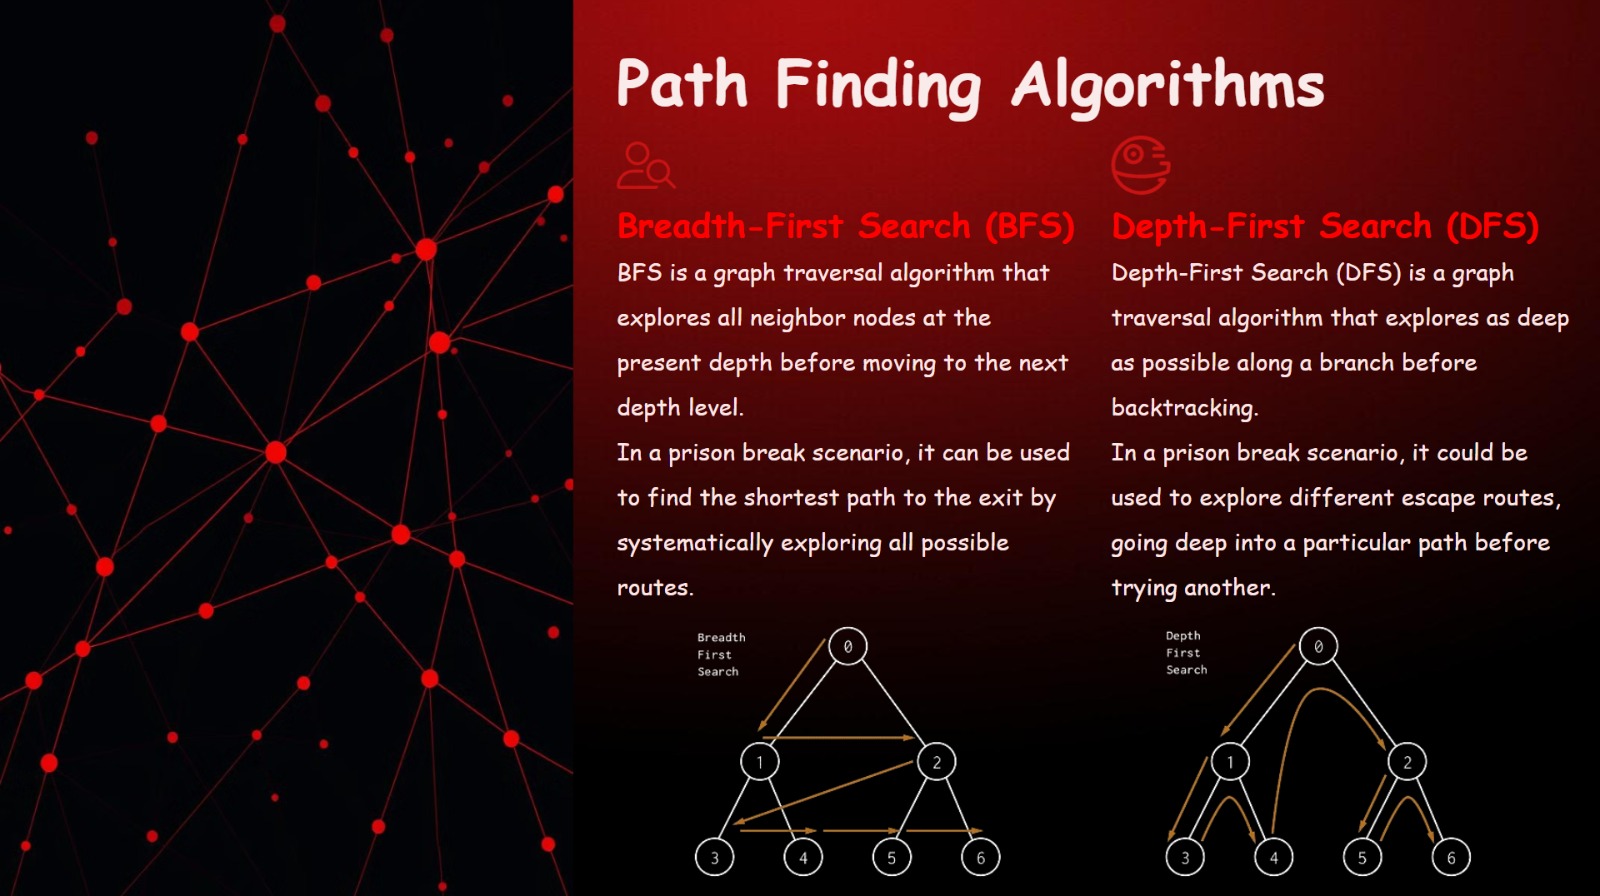 Path Finding Algorithms
Breadth-First Search (BFS)
BFS is a graph traversal algorithm that
explores all neighbor nodes at the
present depth before moving to the next
depth level.
In a prison break scenario, it can be used
to find the shortest path to the exit by
systematically exploring all possible
routes.
Depth-First Search (DFS)
Depth-First Search (DFS) is a graph
traversal algorithm that explores as deep
as possible along a branch before
backtracking.
In a prison break scenario, it could be
used to explore different escape routes,
going deep into a particular path before
trying another.
Breadth
First
Search
0
1 2
3 4 5 6
Depth
First
Search
0
1 2
3 4 5 6